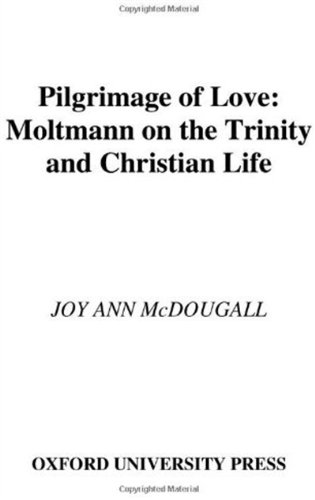 Copyrighted Material
Pilgrimage of Love:
Moltmann on the Trinity
and Christian Life
JOY ANN McDOUGALL
OXFORD UNIVERSITY PRESS
Copyrighted Material